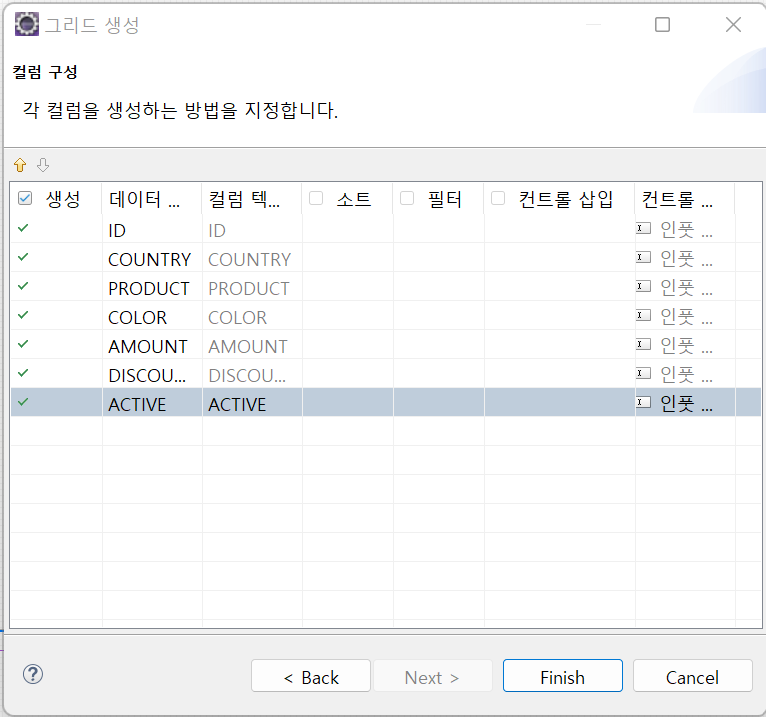 그리드 생성
컬럼 구성
각 컬럼을 생성하는 방법을 지정합니다.
생성 데이터 ... 컬럼 텍... 소트 필터 컨트롤 삽입 컨트롤 ...
ID ID 인풋 ...
COUNTRY COUNTRY 인풋 ...
PRODUCT PRODUCT 인풋 ...
COLOR COLOR 인풋 ...
AMOUNT AMOUNT 인풋 ...
DISCOU... DISCOU... 인풋 ...
ACTIVE ACTIVE 인풋 ...
? < Back Next > Finish Cancel